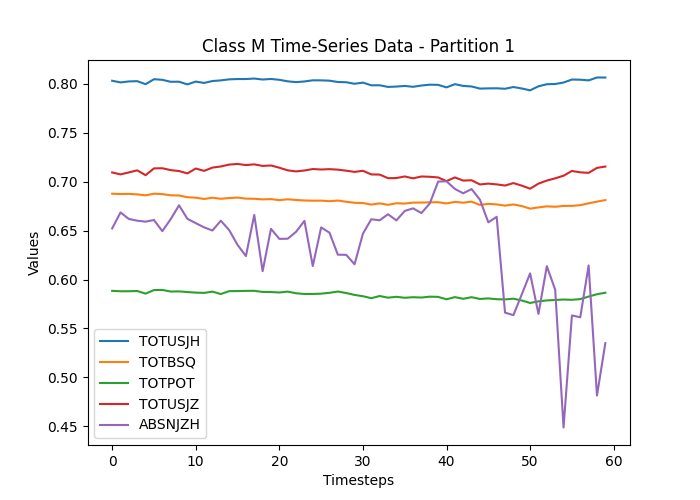 Class M Time-Series Data - Partition 1
0.80
0.75
0.70
0.65
0.60
0.55
0.50
0.45
Values
TOTUSJH
TOTBSQ
TOTPOT
TOTUSJZ
ABSNJZH
0 10 20 30 40 50 60
Timesteps